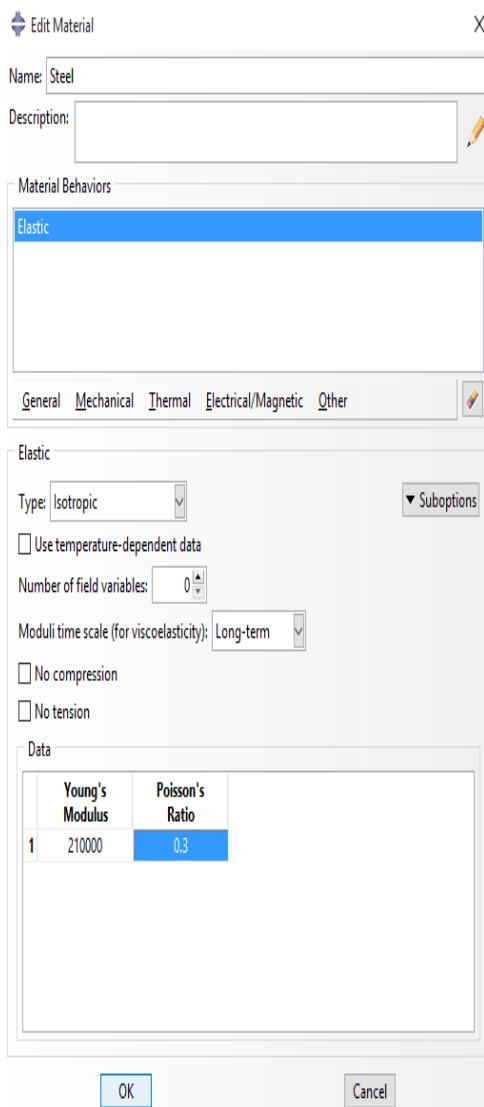 Edit Material X
Name: Steel
Description:
Material Behaviors
Elastic
General Mechanical Thermal Electrical/Magnetic Other
Elastic
Type: Isotropic ▼ Suboptions
Use temperature-dependent data
Number of field variables: 0
Moduli time scale (for viscoelasticity): Long-term
No compression
No tension
Data
Young's Poisson's
Modulus Ratio
1 210000 0.3
OK Cancel